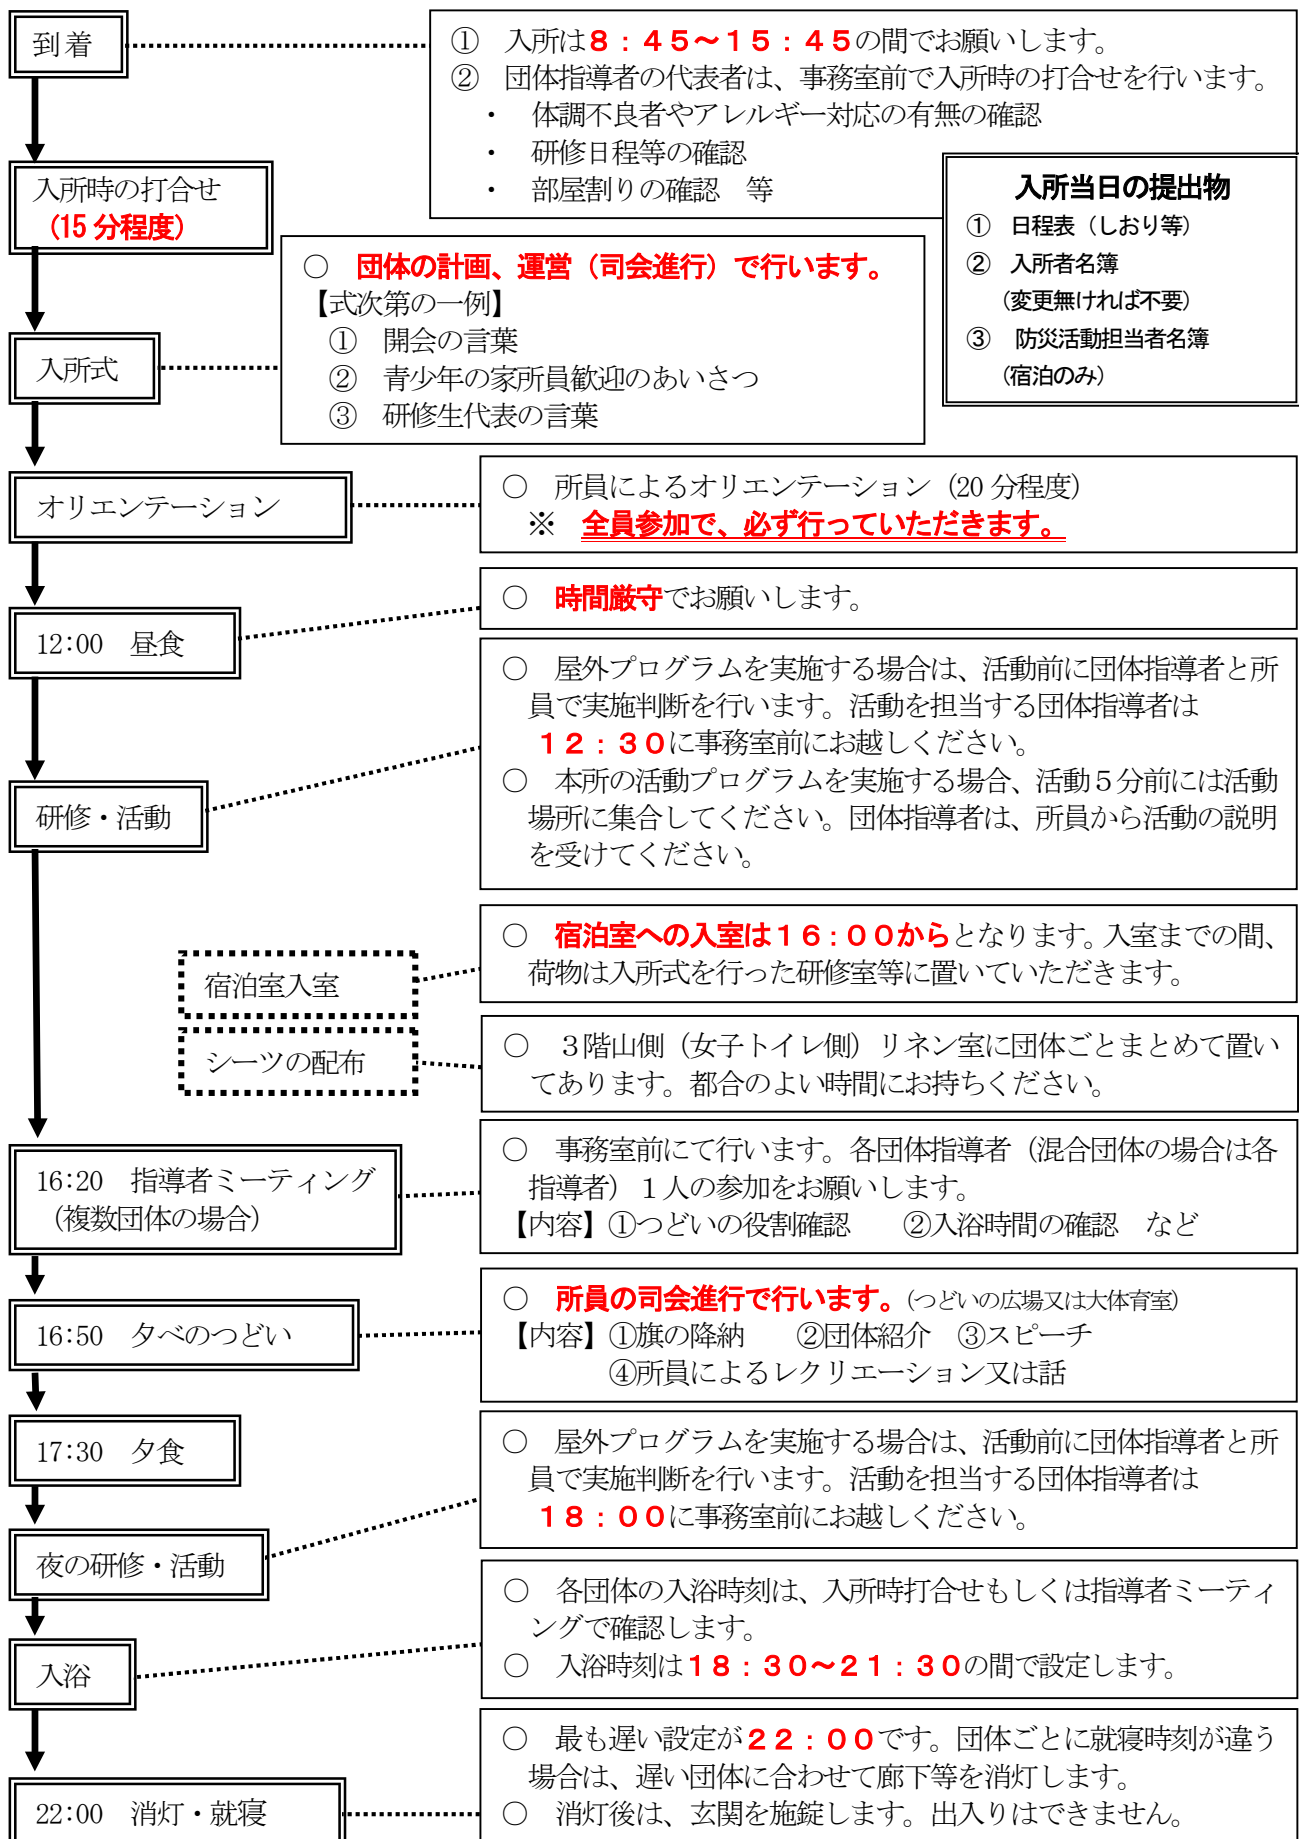 到着
① 入所は８：４５～１５：４５の間でお願いします。
② 団体指導者の代表者は、事務室前で入所時の打合せを行います。
・ 体調不良者やアレルギー対応の有無の確認
・ 研修日程等の確認
・ 部屋割りの確認 等
入所時の打合せ
(15 分程度)
入所当日の提出物
① 日程表（しおり等）
② 入所者名簿
（変更無ければ不要）
③ 防災活動担当者名簿
（宿泊のみ）
入所式
○ 団体の計画、運営（司会進行）で行います。
【式次第の一例】
① 開会の言葉
② 青少年の家所員歓迎のあいさつ
③ 研修生代表の言葉
オリエンテーション
○ 所員によるオリエンテーション（20 分程度）
※ 全員参加で、必ず行っていただきます。
12:00 昼食
○ 時間厳守でお願いします。
研修・活動
○ 屋外プログラムを実施する場合は、活動前に団体指導者と所
員で実施判断を行います。活動を担当する団体指導者は
１２：３０に事務室前にお越しください。
○ 本所の活動プログラムを実施する場合、活動５分前には活動
場所に集合してください。団体指導者は、所員から活動の説明
を受けてください。
宿泊室入室
○ 宿泊室への入室は１６：００からとなります。入室までの間、
荷物は入所式を行った研修室等に置いていただきます。
シーツの配布
○ ３階山側（女子トイレ側）リネン室に団体ごとまとめて置い
てあります。都合のよい時間にお持ちください。
16:20 指導者ミーティング
（複数団体の場合）
○ 事務室前にて行います。各団体指導者（混合団体の場合は各
指導者）１人の参加をお願いします。
【内容】①つどいの役割確認 ②入浴時間の確認 など
16:50 夕べのつどい
○ 所員の司会進行で行います。（つどいの広場又は大体育室）
【内容】①旗の降納 ②団体紹介 ③スピーチ
④所員によるレクリエーション又は話
17:30 夕食
夜の研修・活動
○ 屋外プログラムを実施する場合は、活動前に団体指導者と所
員で実施判断を行います。活動を担当する団体指導者は
１８：００に事務室前にお越しください。
入浴
○ 各団体の入浴時刻は、入所時打合せもしくは指導者ミーティ
ングで確認します。
○ 入浴時刻は１８：３０～２１：３０の間で設定します。
22:00 消灯・就寝
○ 最も遅い設定が２２：００です。団体ごとに就寝時刻が違う
場合は、遅い団体に合わせて廊下等を消灯します。
○ 消灯後は、玄関を施錠します。出入りはできません。